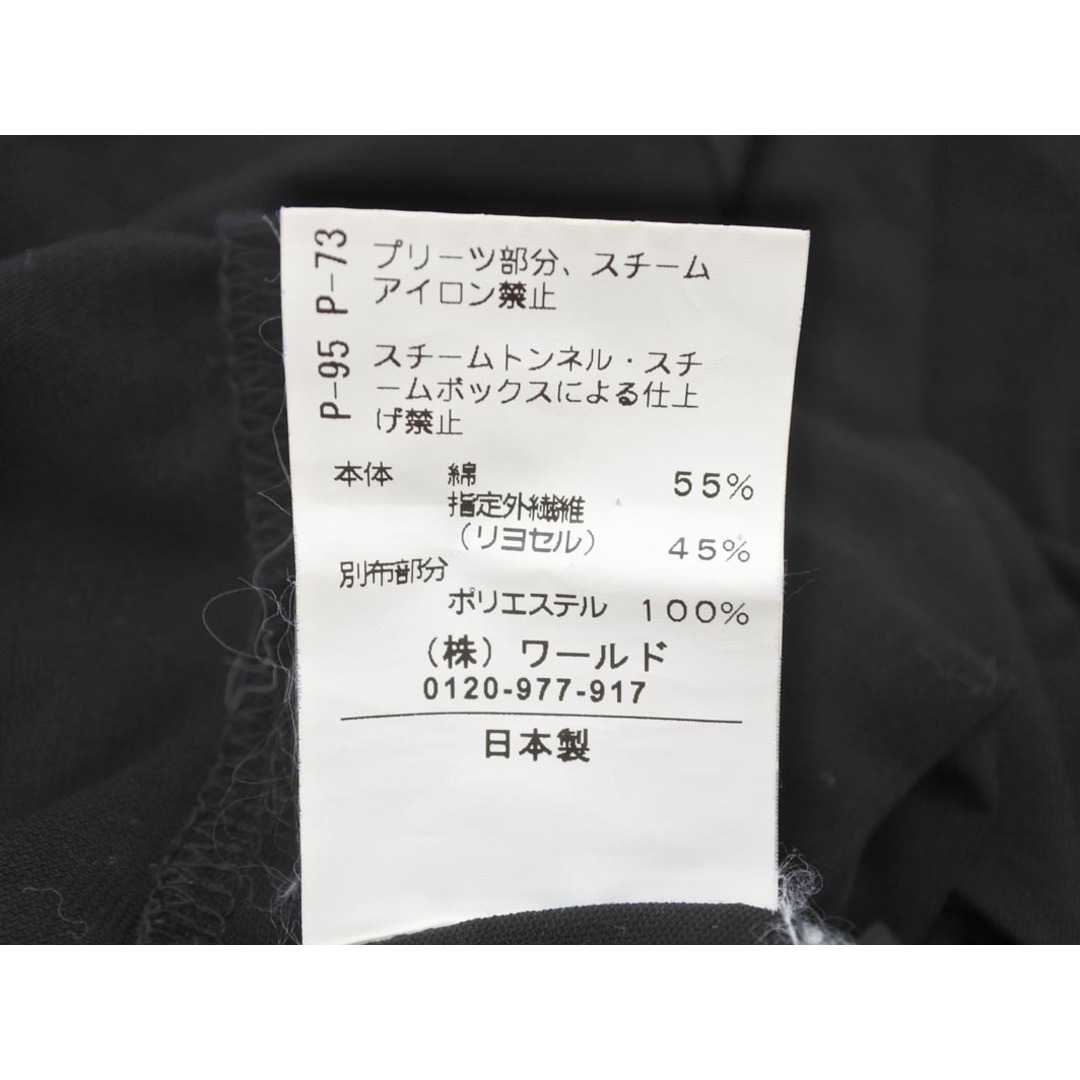 P-73 プリーツ部分、スチーム
アイロン禁止
P-95 スチームトンネル・スチ
ームボックスによる仕上
げ禁止
本体 綿 55%
指定外繊維
(リヨセル) 45%
別布部分
ポリエステル 100%
(株)ワールド
0120-977-917
日本製